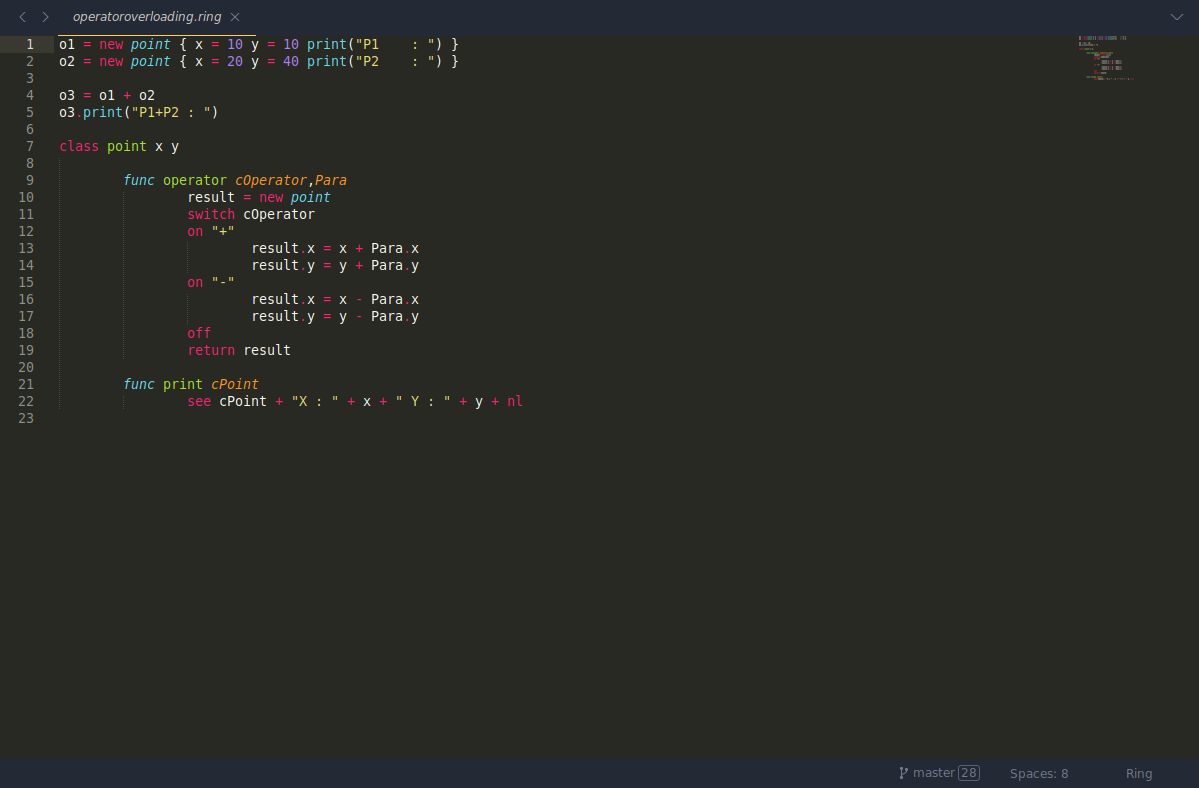 operatoroverloading.ring
1 o1 = new point { x = 10 y = 10 print("P1    : ") }
2 o2 = new point { x = 20 y = 40 print("P2    : ") }
3
4 o3 = o1 + o2
5 o3.print("P1+P2 : ")
6
7 class point x y
8
9         func operator cOperator,Para
10                 result = new point
11                 switch cOperator
12                 on "+"
13                         result.x = x + Para.x
14                         result.y = y + Para.y
15                 on "-"
16                         result.x = x - Para.x
17                         result.y = y - Para.y
18                 off
19                 return result
20
21         func print cPoint
22                 see cPoint + "X : " + x + " Y : " + y + nl
23
master 28 Spaces: 8 Ring